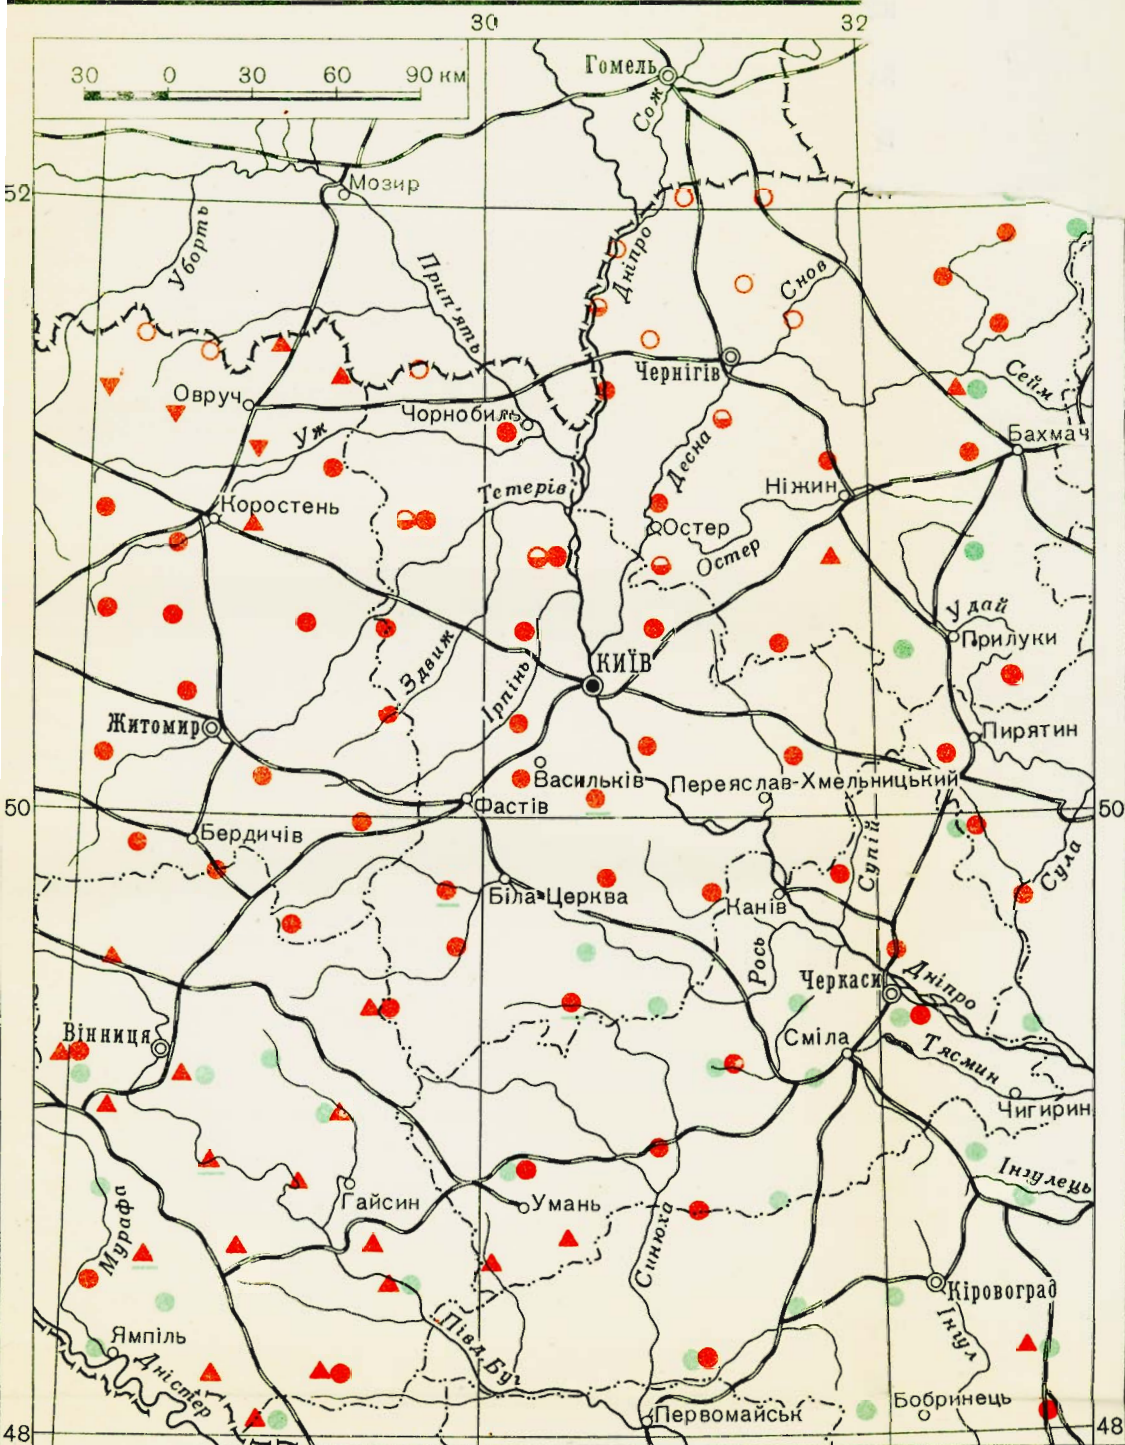 30 32
30 0 30 60 90 км
Гомель
Сож
52
Мозир
Уборть
Прип'ять
Дніпро
Снов
Овруч
Чернігів
Сейм
Чорнобиль
Уж
Десна
Бахмач
Ніжин
Тетерів
Коростень
Остер
Остер
Удай
Прилуки
Здвиж
КИЇВ
Ірпінь
Житомир
Пирятин
Васильків
Переяслав-Хмельницький
50 Фастів 50
Бердичів
Супій
Сула
Біла-Церква
Канів
Рось
Черкаси
Дніпро
Вінниця
Сміла
Тясмин
Чигирин
Інгулець
Мурафа
Гайсин
Умань
Синюха
Кіровоград
Інгул
Ямпіль
Дністер
Півд. Буг
Бобринець
Первомайськ
48 48